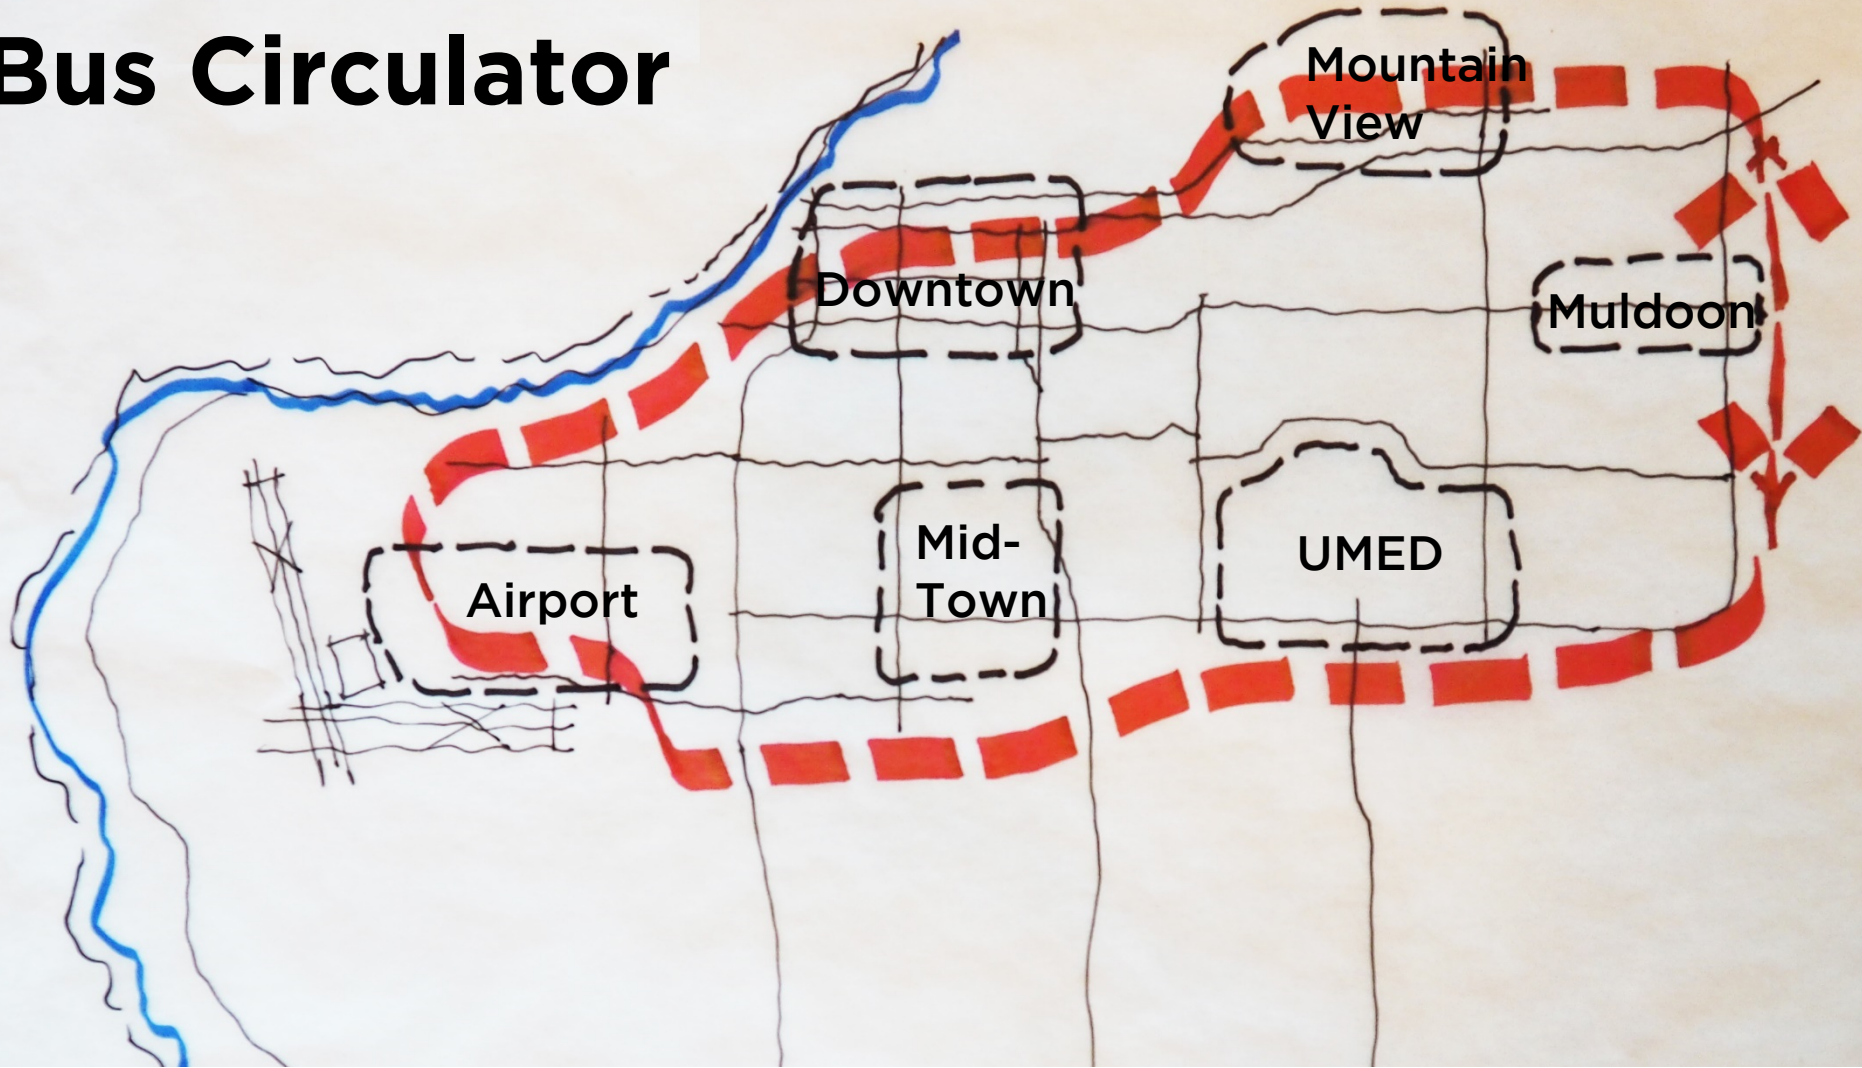 Bus Circulator
Mountain
View
Downtown
Muldoon
Mid-
Town
UMED
Airport